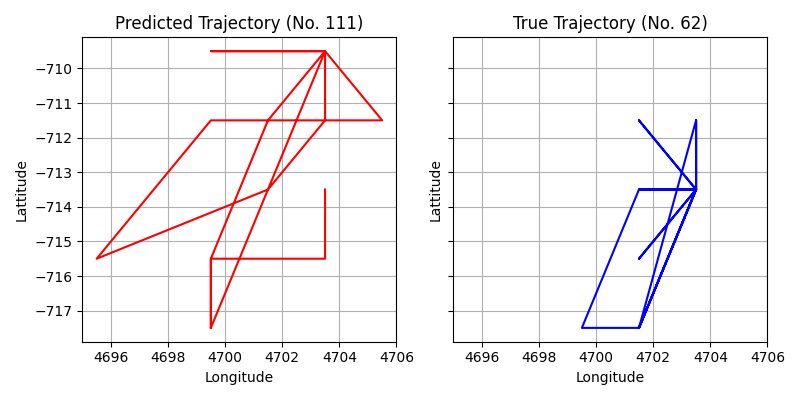 Predicted Trajectory (No. 111)
True Trajectory (No. 62)
−710
−711
−712
−713
−714
−715
−716
−717
Lattitude
Lattitude
4696 4698 4700 4702 4704 4706
4696 4698 4700 4702 4704 4706
Longitude
Longitude